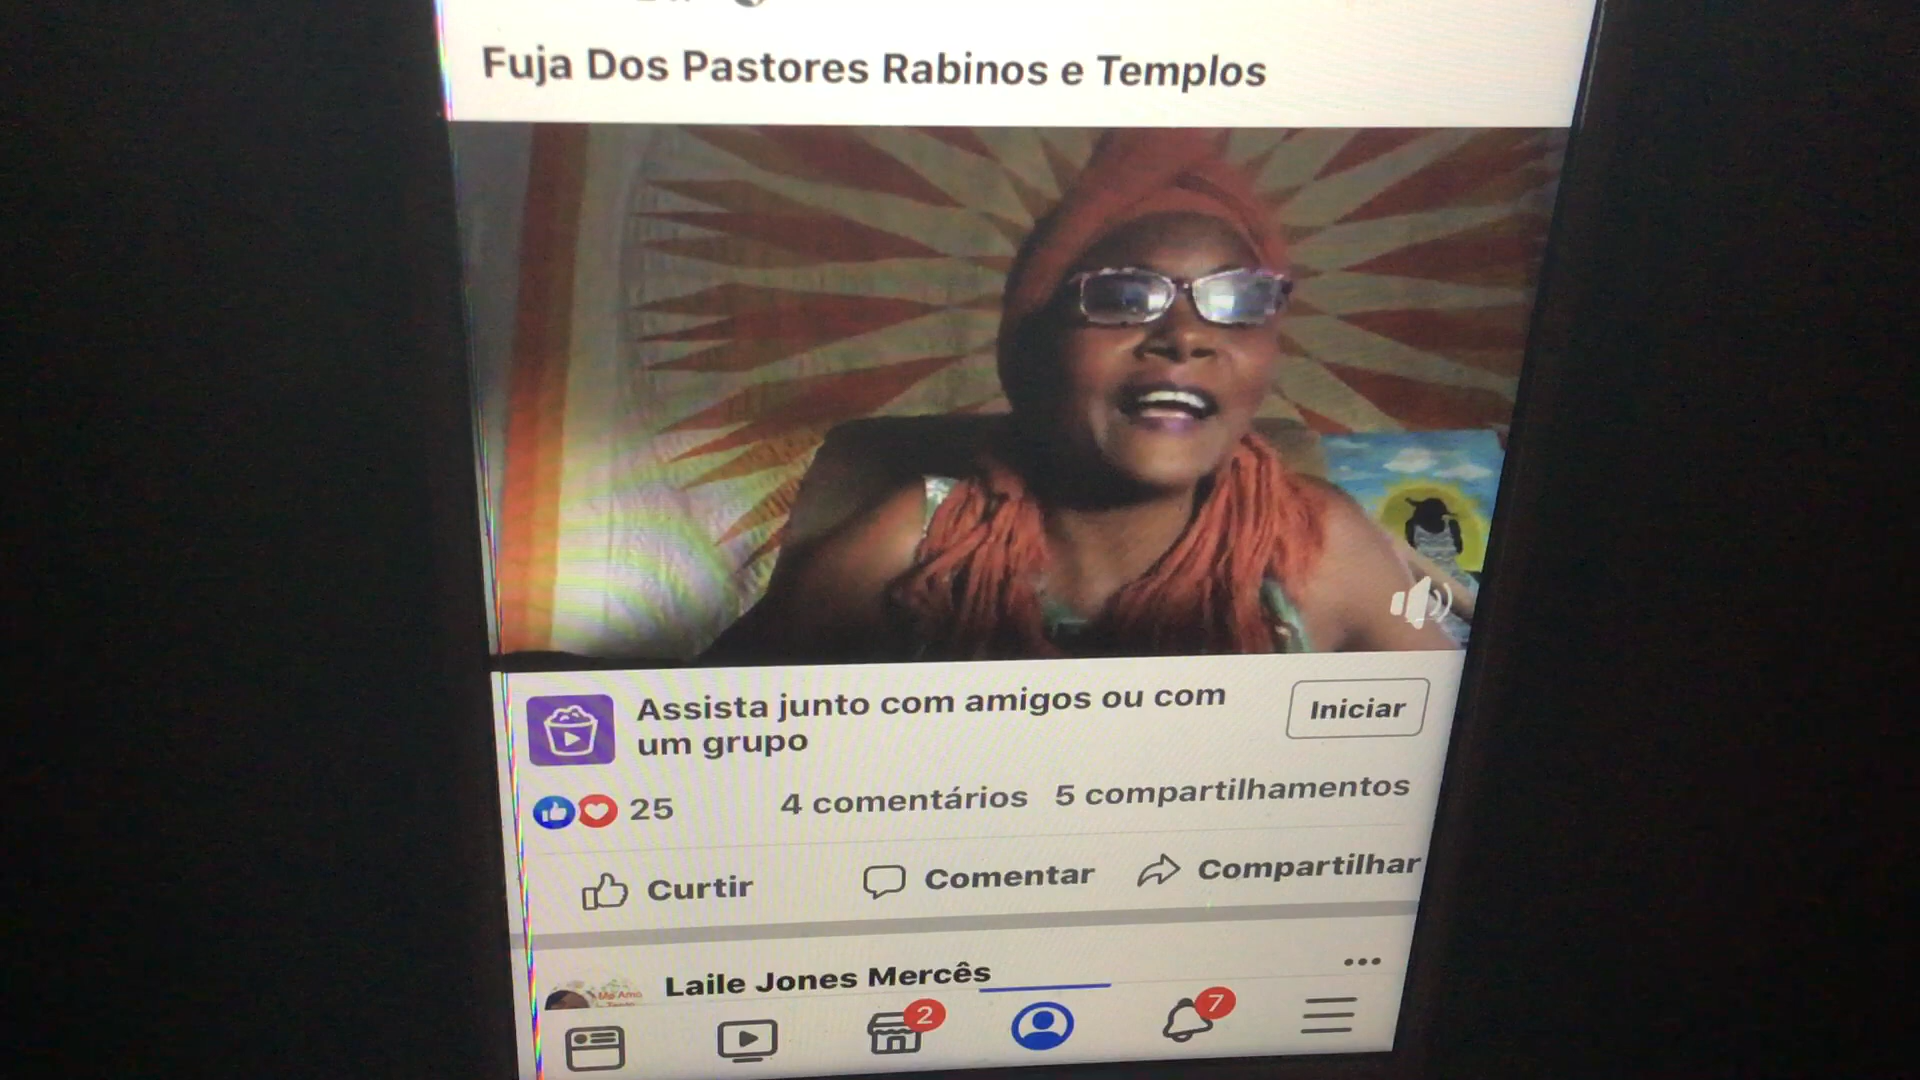 Fuja Dos Pastores Rabinos e Templos
Assista junto com amigos ou com
um grupo
Iniciar
25
4 comentários
5 compartilhamentos
Curtir
Comentar
Compartilhar
Laile Jones Mercês
2
7